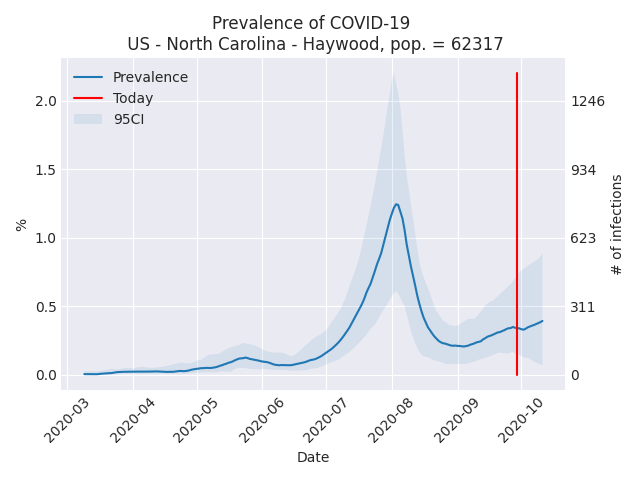 Prevalence of COVID-19
US - North Carolina - Haywood, pop. = 62317
Prevalence
Today
95CI
2.0
1.5
1.0
0.5
0.0
%
1246
934
623
311
0
# of infections
2020-03
2020-04
2020-05
2020-06
2020-07
2020-08
2020-09
2020-10
Date